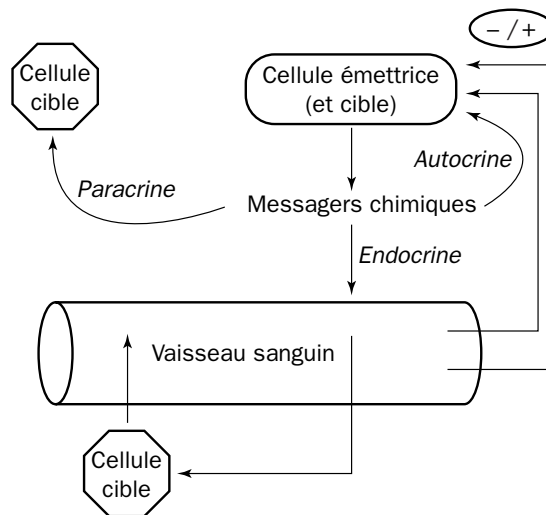 – / +
Cellule
cible
Cellule émettrice
(et cible)
Autocrine
Paracrine
Messagers chimiques
Endocrine
Vaisseau sanguin
Cellule
cible